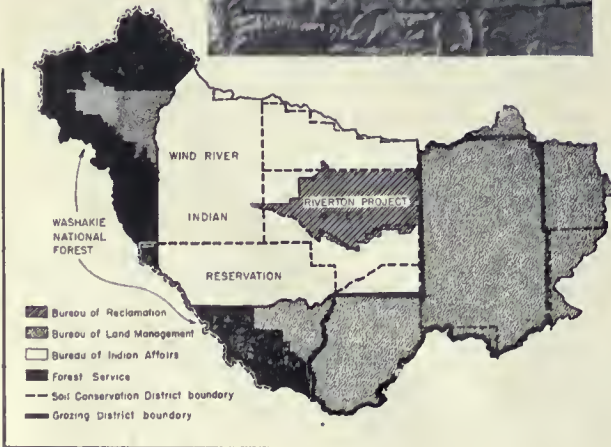 WIND RIVER
RIVERTON PROJECT
INDIAN
WASHAKIE
NATIONAL
FOREST
RESERVATION
Bureau of Reclamation
Bureau of Land Management
Bureau of Indian Affairs
Forest Service
Soil Conservation District boundary
Grazing District boundary